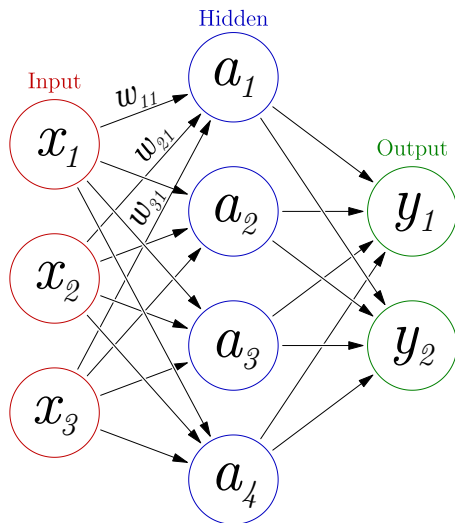 Hidden
Input
Output
w11
w21
w31
x1
x2
x3
a1
a2
a3
a4
y1
y2